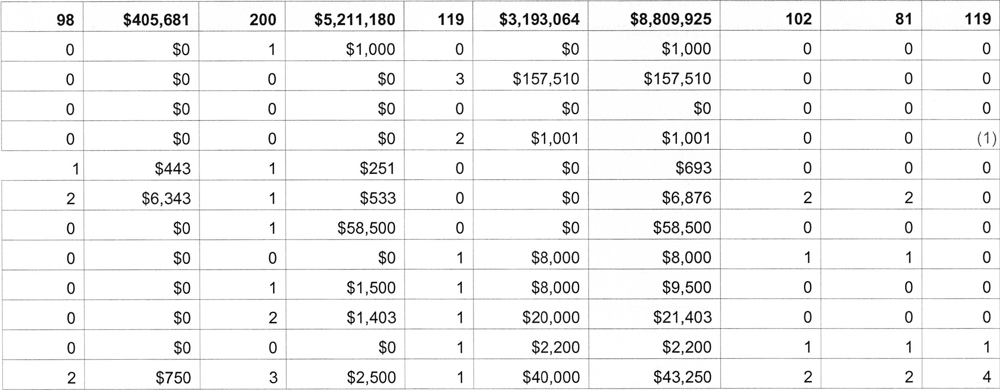 98 $405,681 200 $5,211,180 119 $3,193,064 $8,809,925 102 81 119
0 $0 1 $1,000 0 $0 $1,000 0 0 0
0 $0 0 $0 3 $157,510 $157,510 0 0 0
0 $0 0 $0 0 $0 $0 0 0 0
0 $0 0 $0 2 $1,001 $1,001 0 0 (1)
1 $443 1 $251 0 $0 $693 0 0 0
2 $6,343 1 $533 0 $0 $6,876 2 2 0
0 $0 1 $58,500 0 $0 $58,500 0 0 0
0 $0 0 $0 1 $8,000 $8,000 1 1 0
0 $0 1 $1,500 1 $8,000 $9,500 0 0 0
0 $0 2 $1,403 1 $20,000 $21,403 0 0 0
0 $0 0 $0 1 $2,200 $2,200 1 1 1
2 $750 3 $2,500 1 $40,000 $43,250 2 2 4